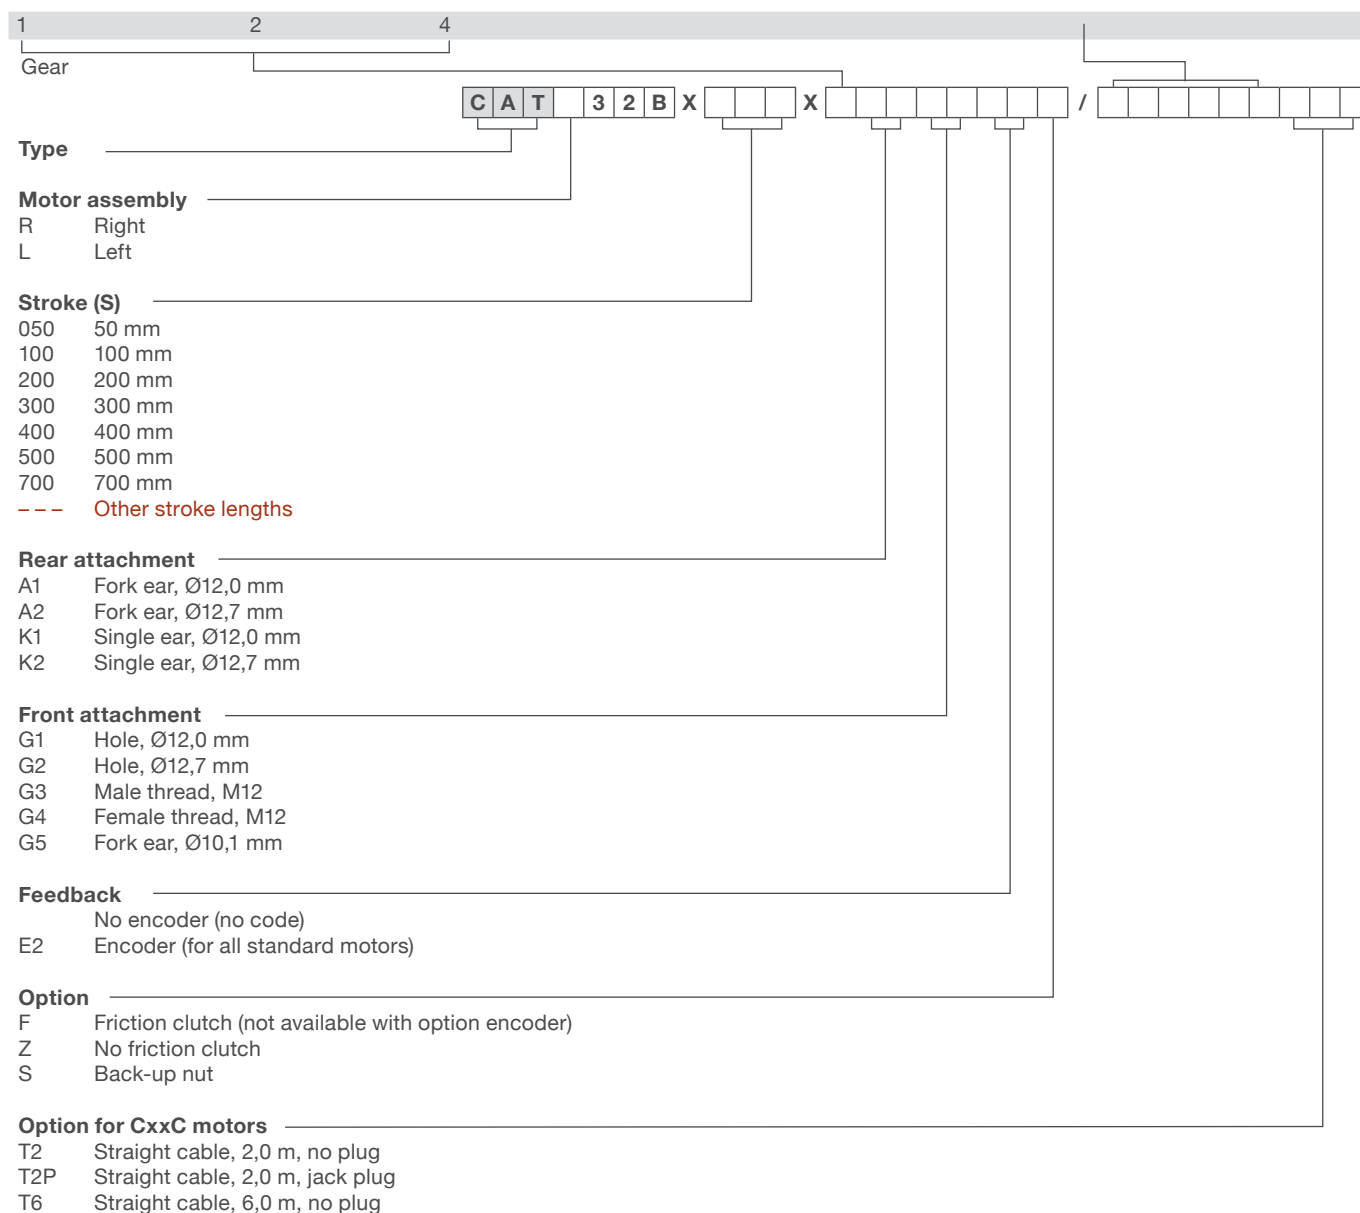 1 2 4
Gear
C A T 3 2 B X X /
Type
Motor assembly
R Right
L Left
Stroke (S)
050 50 mm
100 100 mm
200 200 mm
300 300 mm
400 400 mm
500 500 mm
700 700 mm
– – – Other stroke lengths
Rear attachment
A1 Fork ear, Ø12,0 mm
A2 Fork ear, Ø12,7 mm
K1 Single ear, Ø12,0 mm
K2 Single ear, Ø12,7 mm
Front attachment
G1 Hole, Ø12,0 mm
G2 Hole, Ø12,7 mm
G3 Male thread, M12
G4 Female thread, M12
G5 Fork ear, Ø10,1 mm
Feedback
No encoder (no code)
E2 Encoder (for all standard motors)
Option
F Friction clutch (not available with option encoder)
Z No friction clutch
S Back-up nut
Option for CxxC motors
T2 Straight cable, 2,0 m, no plug
T2P Straight cable, 2,0 m, jack plug
T6 Straight cable, 6,0 m, no plug